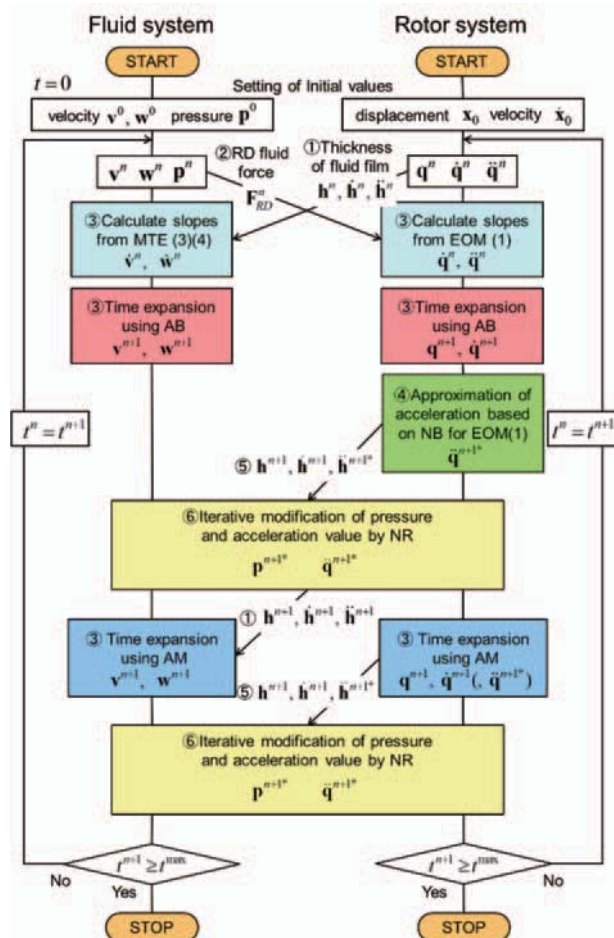 Fluid system
Rotor system
START
START
t = 0
Setting of Initial values
velocity v⁰, w⁰ pressure p⁰
displacement x₀ velocity ẋ₀
②RD fluid
force
F_RD^n
①Thickness
of fluid film
hⁿ, ḣⁿ, ḧⁿ
vⁿ wⁿ pⁿ
qⁿ q̇ⁿ q̈ⁿ
③Calculate slopes
from MTE (3)(4)
v̇ⁿ, ẇⁿ
③Calculate slopes
from EOM (1)
q̇ⁿ, q̈ⁿ
③Time expansion
using AB
vⁿ⁺¹, wⁿ⁺¹
③Time expansion
using AB
qⁿ⁺¹, q̇ⁿ⁺¹
tⁿ = tⁿ⁺¹
④Approximation of
acceleration based
on NB for EOM(1)
q̈ⁿ⁺¹*
tⁿ = tⁿ⁺¹
⑤ hⁿ⁺¹, ḣⁿ⁺¹, ḧⁿ⁺¹*
⑥Iterative modification of pressure
and acceleration value by NR
pⁿ⁺¹* q̈ⁿ⁺¹*
① hⁿ⁺¹, ḣⁿ⁺¹, ḧⁿ⁺¹
③ Time expansion
using AM
vⁿ⁺¹, wⁿ⁺¹
③ Time expansion
using AM
qⁿ⁺¹, q̇ⁿ⁺¹(, q̈ⁿ⁺¹*)
⑤ hⁿ⁺¹, ḣⁿ⁺¹, ḧⁿ⁺¹*
⑥Iterative modification of pressure
and acceleration value by NR
pⁿ⁺¹* q̈ⁿ⁺¹*
tⁿ⁺¹ ≥ t^max
tⁿ⁺¹ ≥ t^max
No
Yes
Yes
No
STOP
STOP